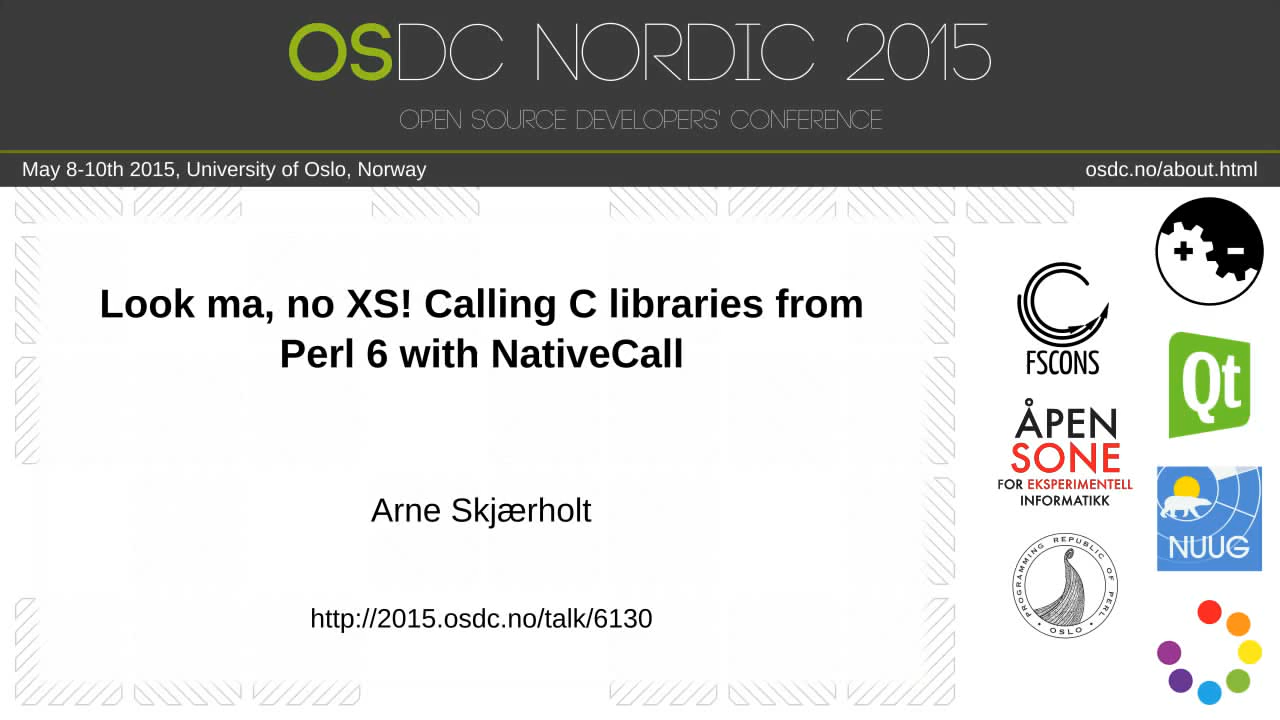 OSDC NORDIC 2015
OPEN SOURCE DEVELOPERS' CONFERENCE
May 8-10th 2015, University of Oslo, Norway
osdc.no/about.html
Look ma, no XS! Calling C libraries from
Perl 6 with NativeCall
Arne Skjærholt
http://2015.osdc.no/talk/6130
+ -
FSCONS
Qt
ÅPEN
SONE
FOR EKSPERIMENTELL
INFORMATIKK
NUUG
PROGRAMMING REPUBLIC OF PERL
• OSLO •